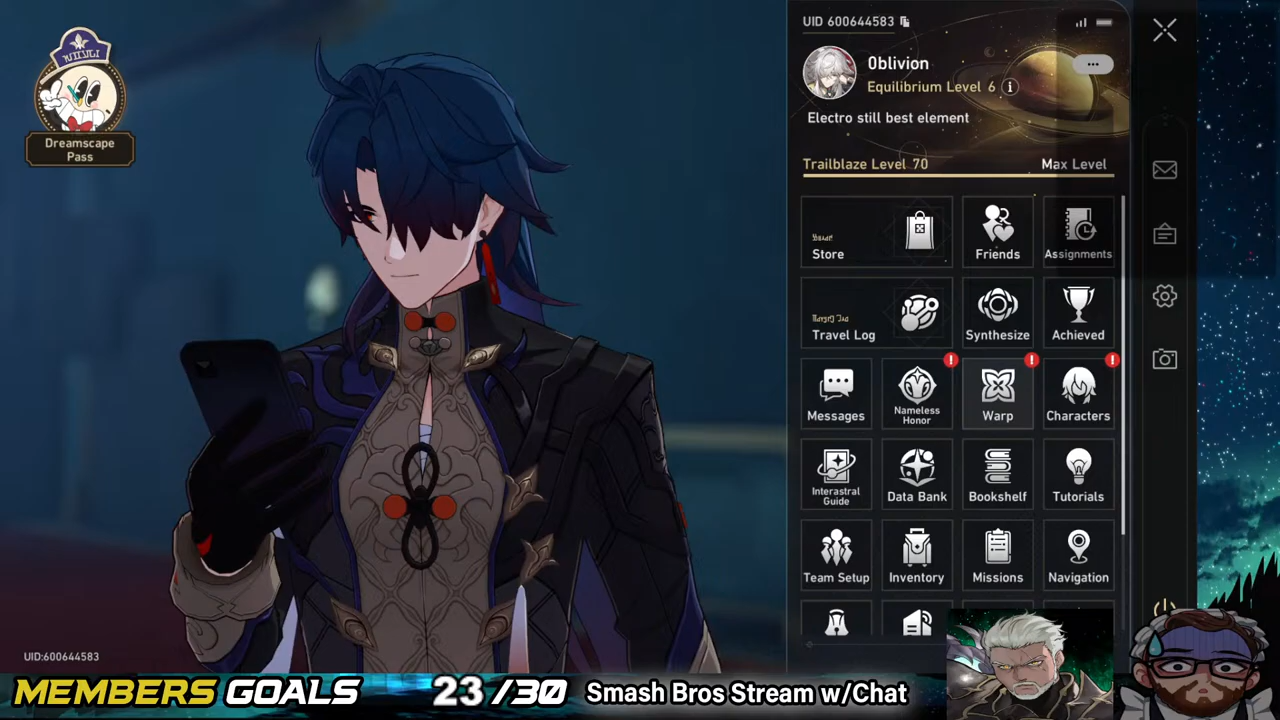 UID 600644583
Oblivion
Equilibrium Level 6
Electro still best element
Trailblaze Level 70
Max Level
Dreamscape
Pass
Store
Friends
Assignments
Travel Log
Synthesize
Achieved
Messages
Nameless
Honor
Warp
Characters
Interastral
Guide
Data Bank
Bookshelf
Tutorials
Team Setup
Inventory
Missions
Navigation
UID:600644583
MEMBERS GOALS
23 /30
Smash Bros Stream w/Chat